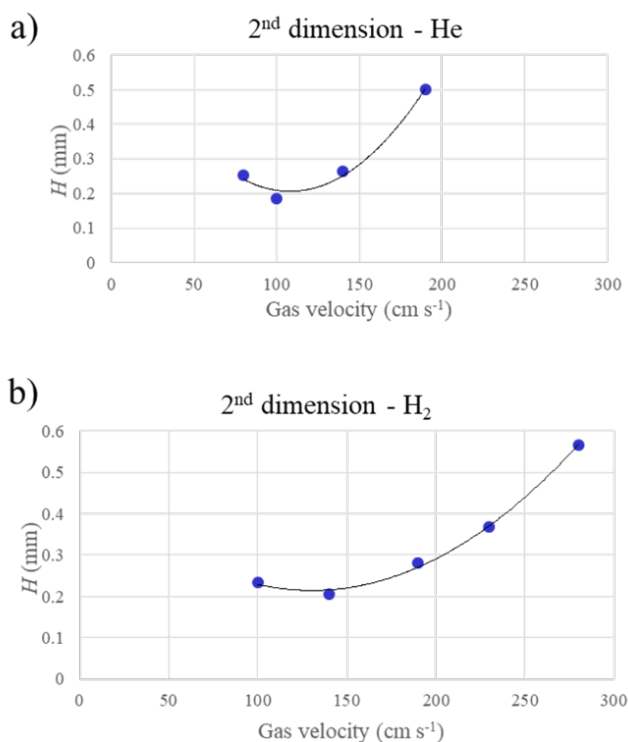 a)
2nd dimension - He
0.6
0.5
0.4
0.3
0.2
0.1
0
H (mm)
0 50 100 150 200 250 300
Gas velocity (cm s-1)
b)
2nd dimension - H2
0.6
0.5
0.4
0.3
0.2
0.1
0
H (mm)
0 50 100 150 200 250 300
Gas velocity (cm s-1)